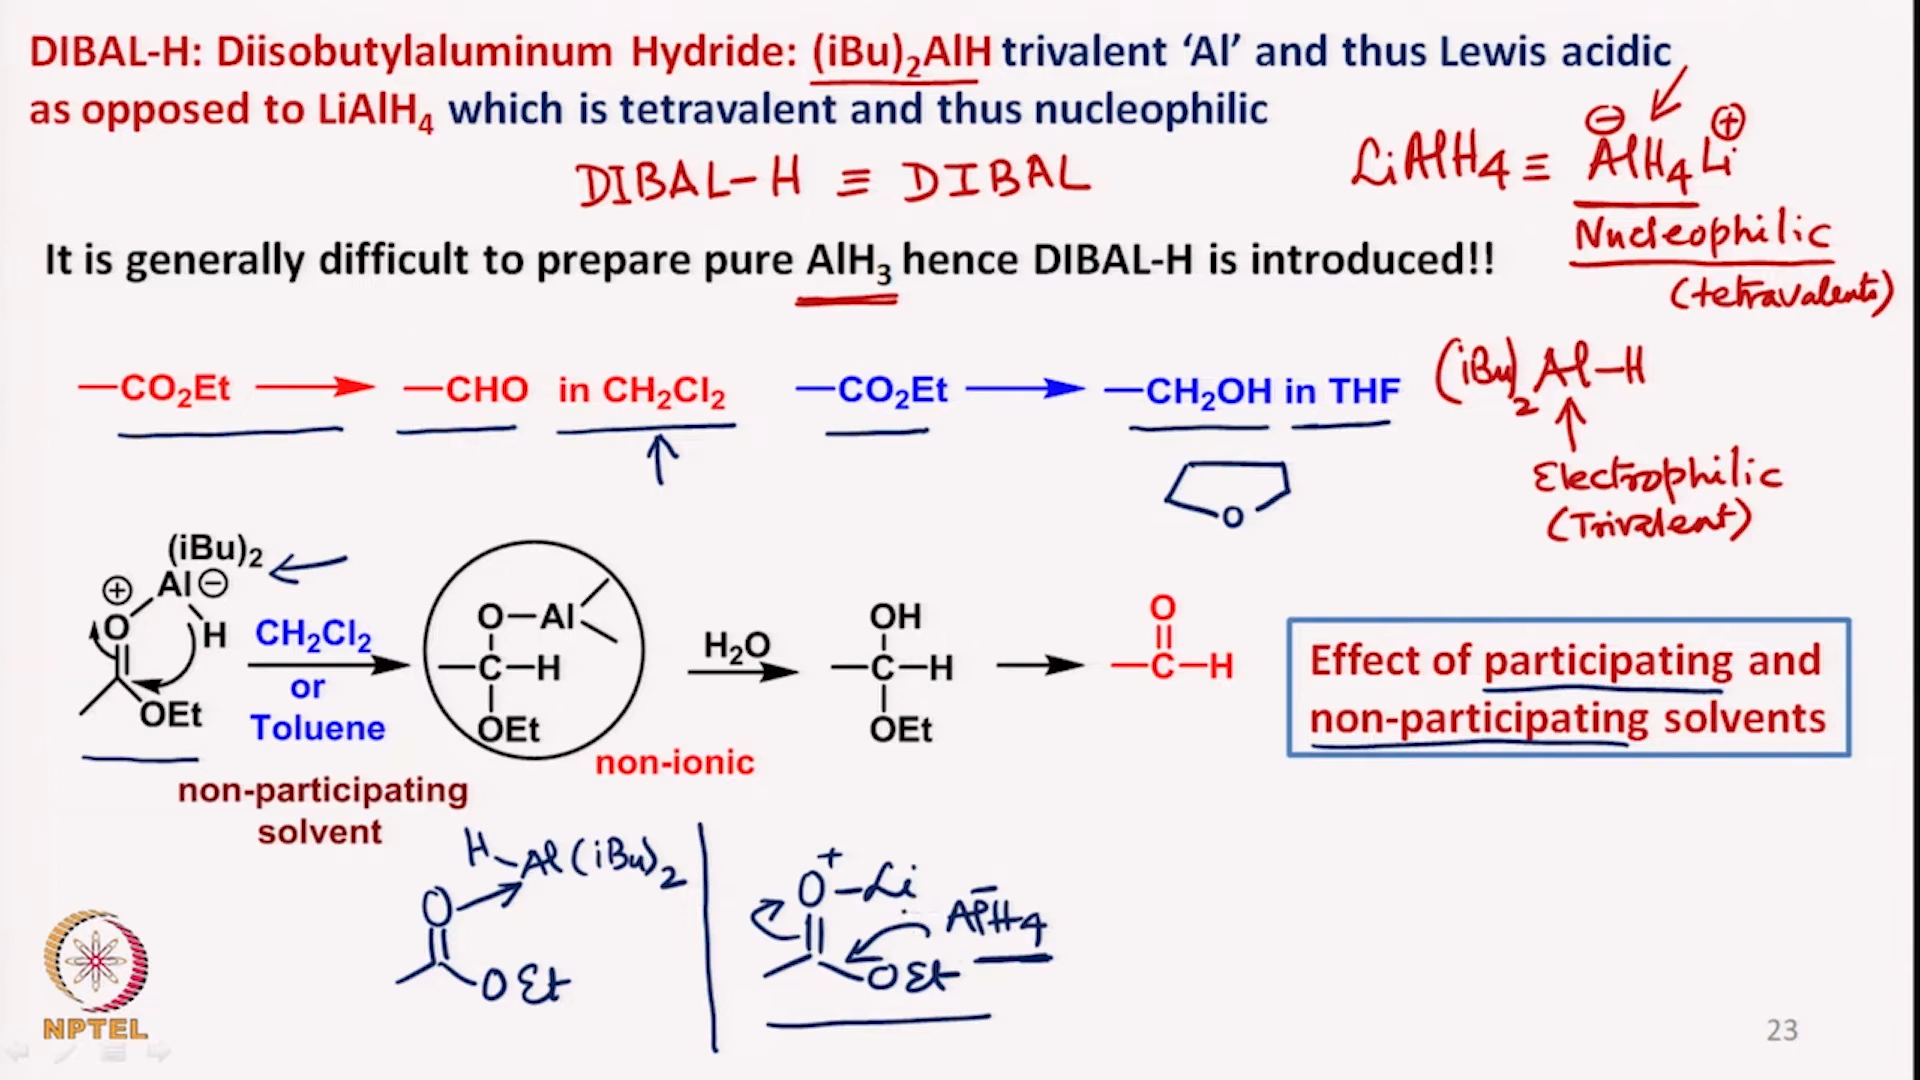 DIBAL-H: Diisobutylaluminum Hydride: (iBu)₂AlH trivalent ‘Al’ and thus Lewis acidic
as opposed to LiAlH₄ which is tetravalent and thus nucleophilic
DIBAL-H ≡ DIBAL
LiAlH4 ≡ AlH4 Li
⊖ ⊕
Nucleophilic
(tetravalents)
It is generally difficult to prepare pure AlH₃ hence DIBAL-H is introduced!!
—CO₂Et → —CHO in CH₂Cl₂
—CO₂Et → —CH₂OH in THF
O
(iBu)₂Al-H
Electrophilic
(Trivalent)
(iBu)₂
⊕ Al⊖
O H
OEt
CH₂Cl₂
or
Toluene
non-participating
solvent
O—Al
—C—H
OEt
non-ionic
H₂O
OH
—C—H
OEt
O
—C—H
Effect of participating and
non-participating solvents
H-Al(iBu)₂
O
OEt
+
O-Li
AlH4
OEt
NPTEL
23